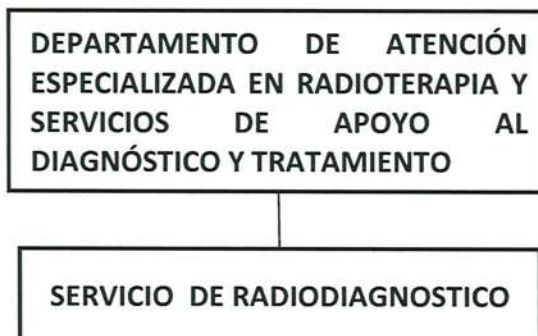 DEPARTAMENTO DE ATENCIÓN
ESPECIALIZADA EN RADIOTERAPIA Y
SERVICIOS DE APOYO AL
DIAGNÓSTICO Y TRATAMIENTO
SERVICIO DE RADIODIAGNOSTICO